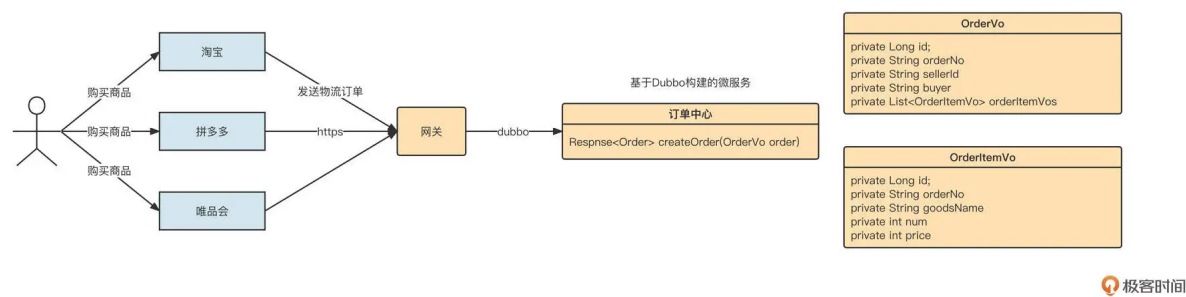 购买商品
购买商品
购买商品
淘宝
拼多多
唯品会
发送物流订单
https
网关
dubbo
基于Dubbo构建的微服务
订单中心
Respnse<Order> createOrder(OrderVo order)
OrderVo
private Long id;
private String orderNo
private String sellerId
private String buyer
private List<OrderItemVo> orderItemVos
OrderItemVo
private Long id;
private String orderNo
private String goodsName
private int num
private int price
极客时间